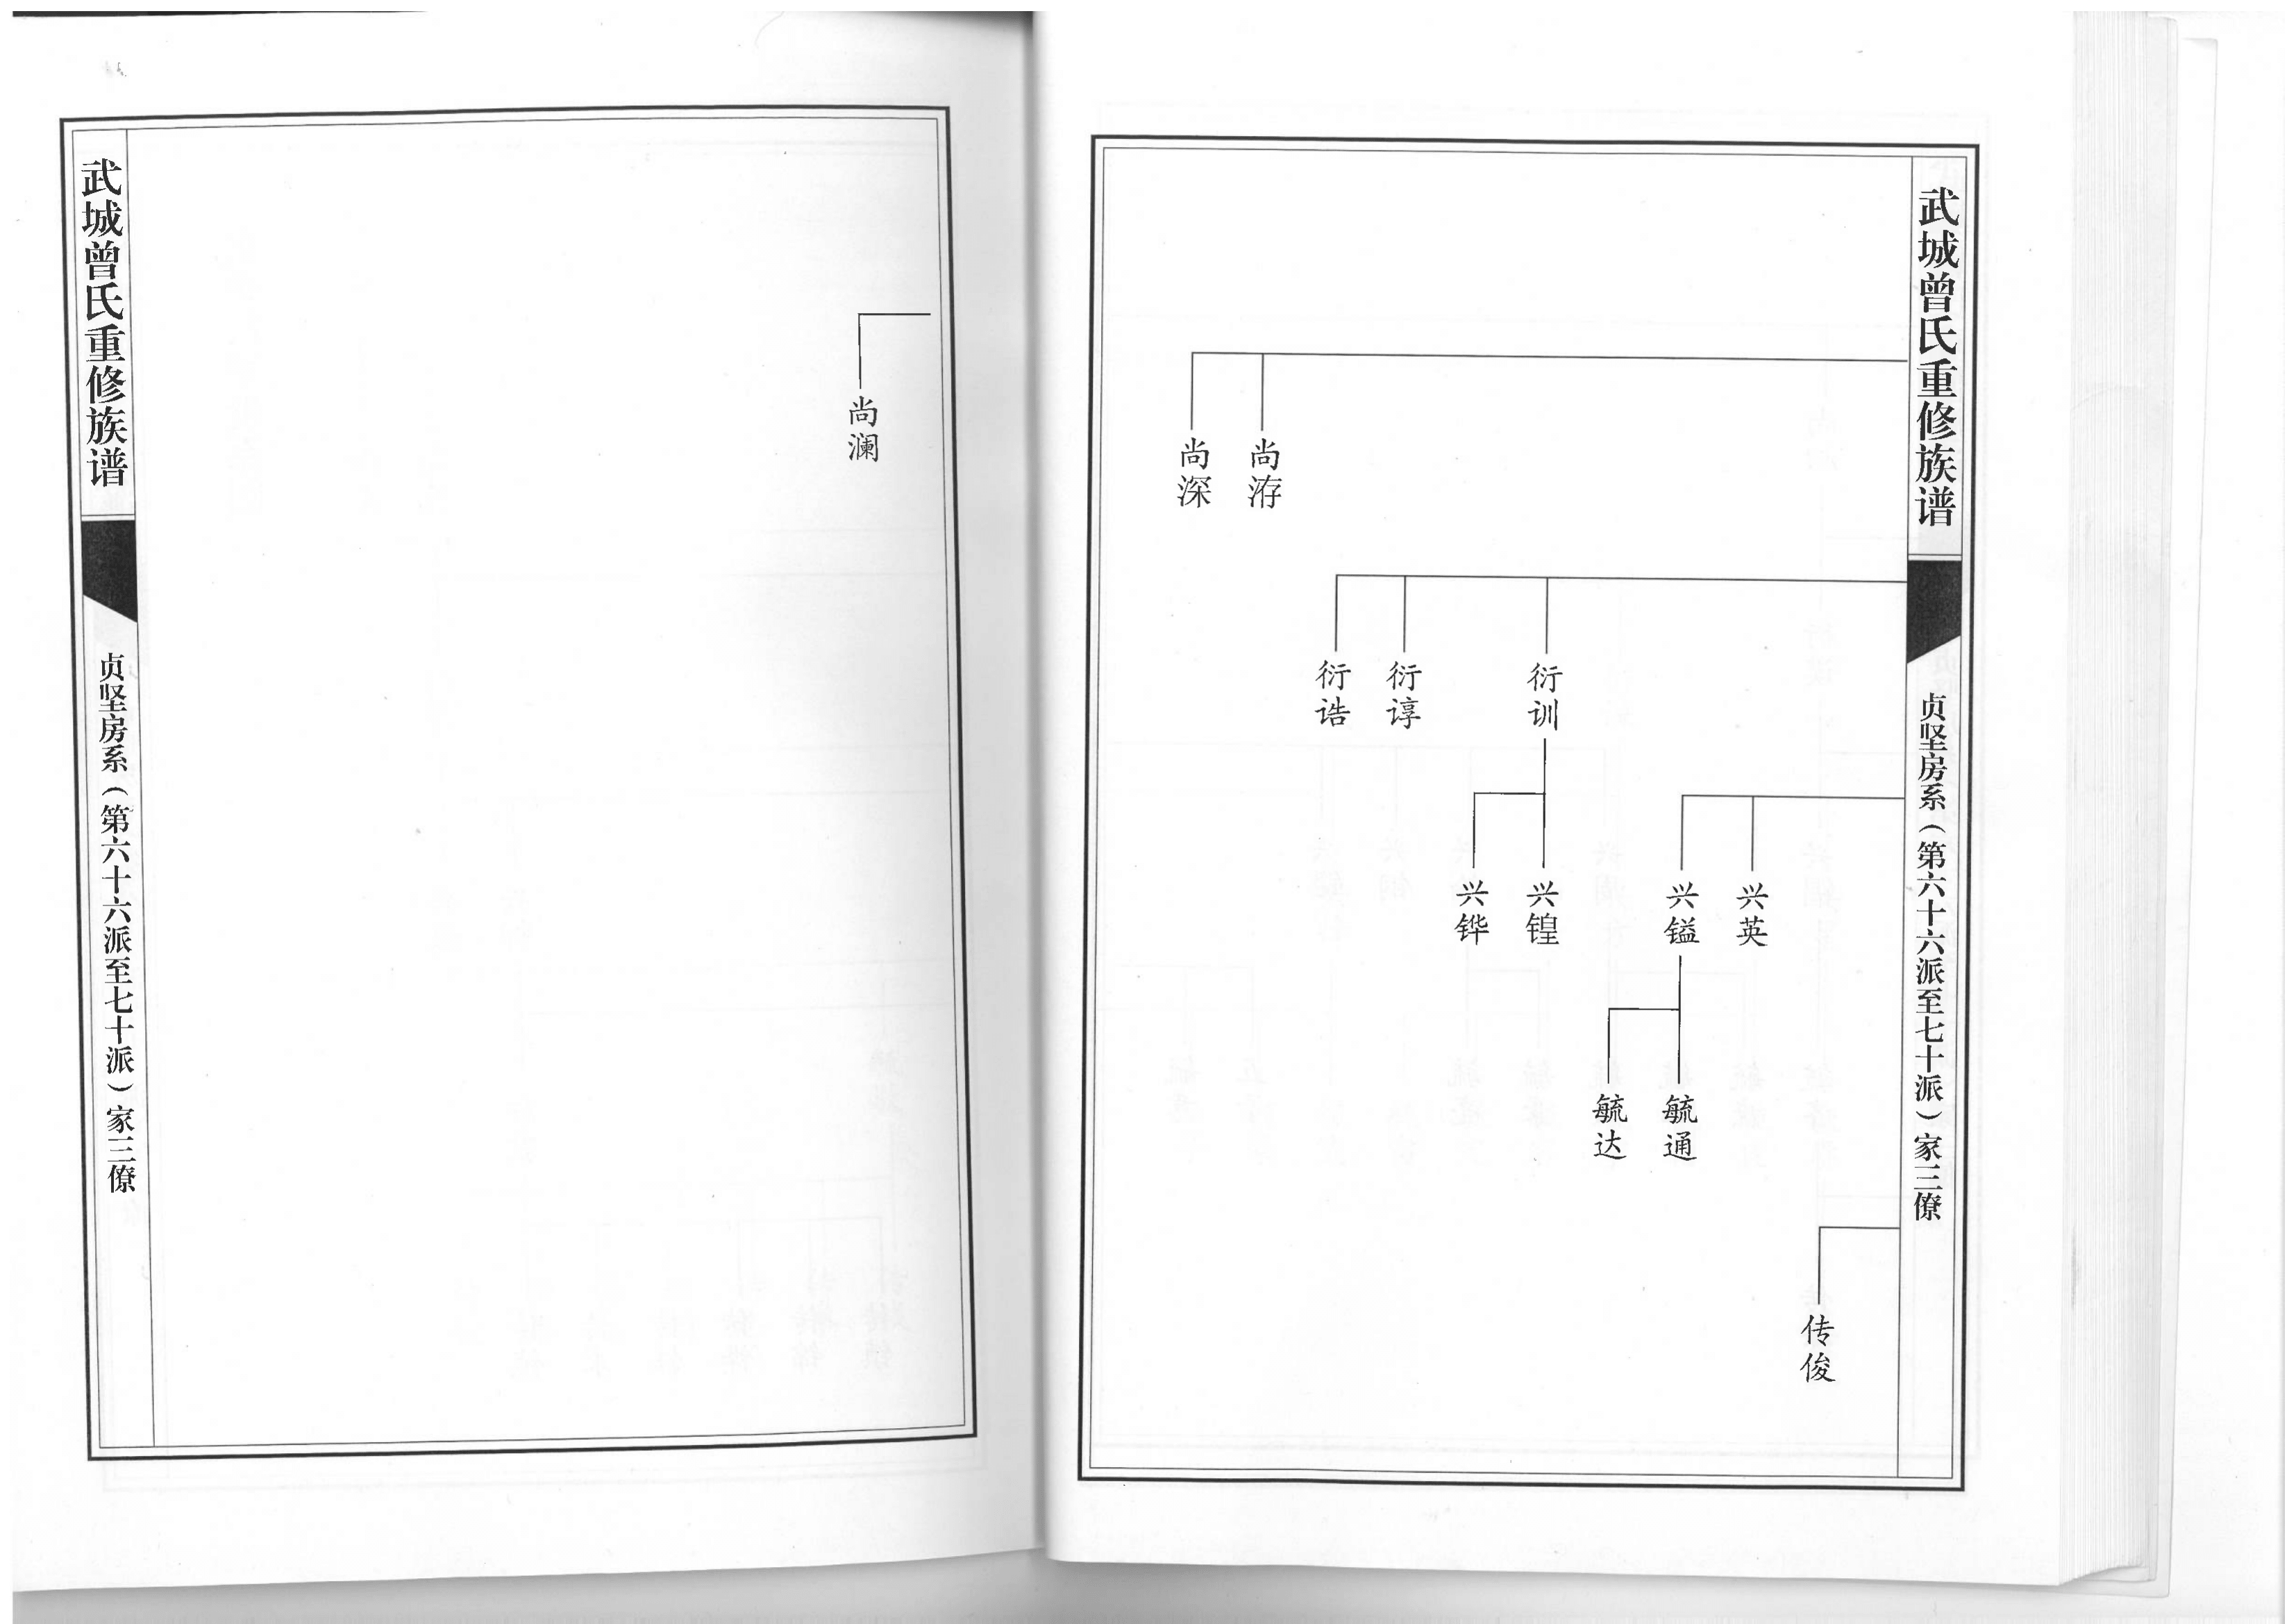 武城曾氏重修族谱
贞坚房系（第六十六派至七十派）家三僚
尚洊
尚深
衍训
衍谆
衍诰
兴英
兴镒
兴锽
兴铧
毓通
毓达
传俊
尚澜
武城曾氏重修族谱
贞坚房系（第六十六派至七十派）家三僚